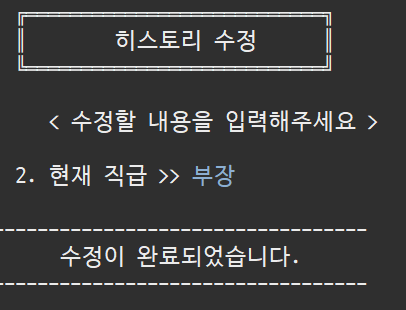 히스토리 수정
< 수정할 내용을 입력해주세요 >
2. 현재 직급 >> 부장
수정이 완료되었습니다.